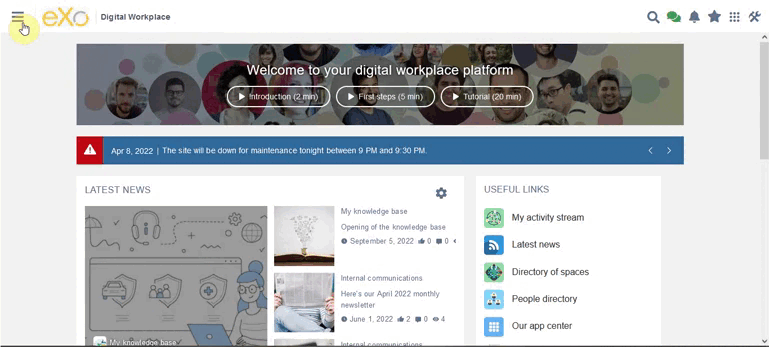 eXo Digital Workplace
Welcome to your digital workplace platform
Introduction (2 min)
First steps (5 min)
Tutorial (20 min)
Apr 8, 2022 | The site will be down for maintenance tonight between 9 PM and 9:30 PM.
LATEST NEWS
My knowledge base
My knowledge base
Opening of the knowledge base
September 5, 2022 0 0
Internal communications
Here's our April 2022 monthly
newsletter
June 1, 2022 2 0 4
Internal communications
USEFUL LINKS
My activity stream
Latest news
Directory of spaces
People directory
Our app center